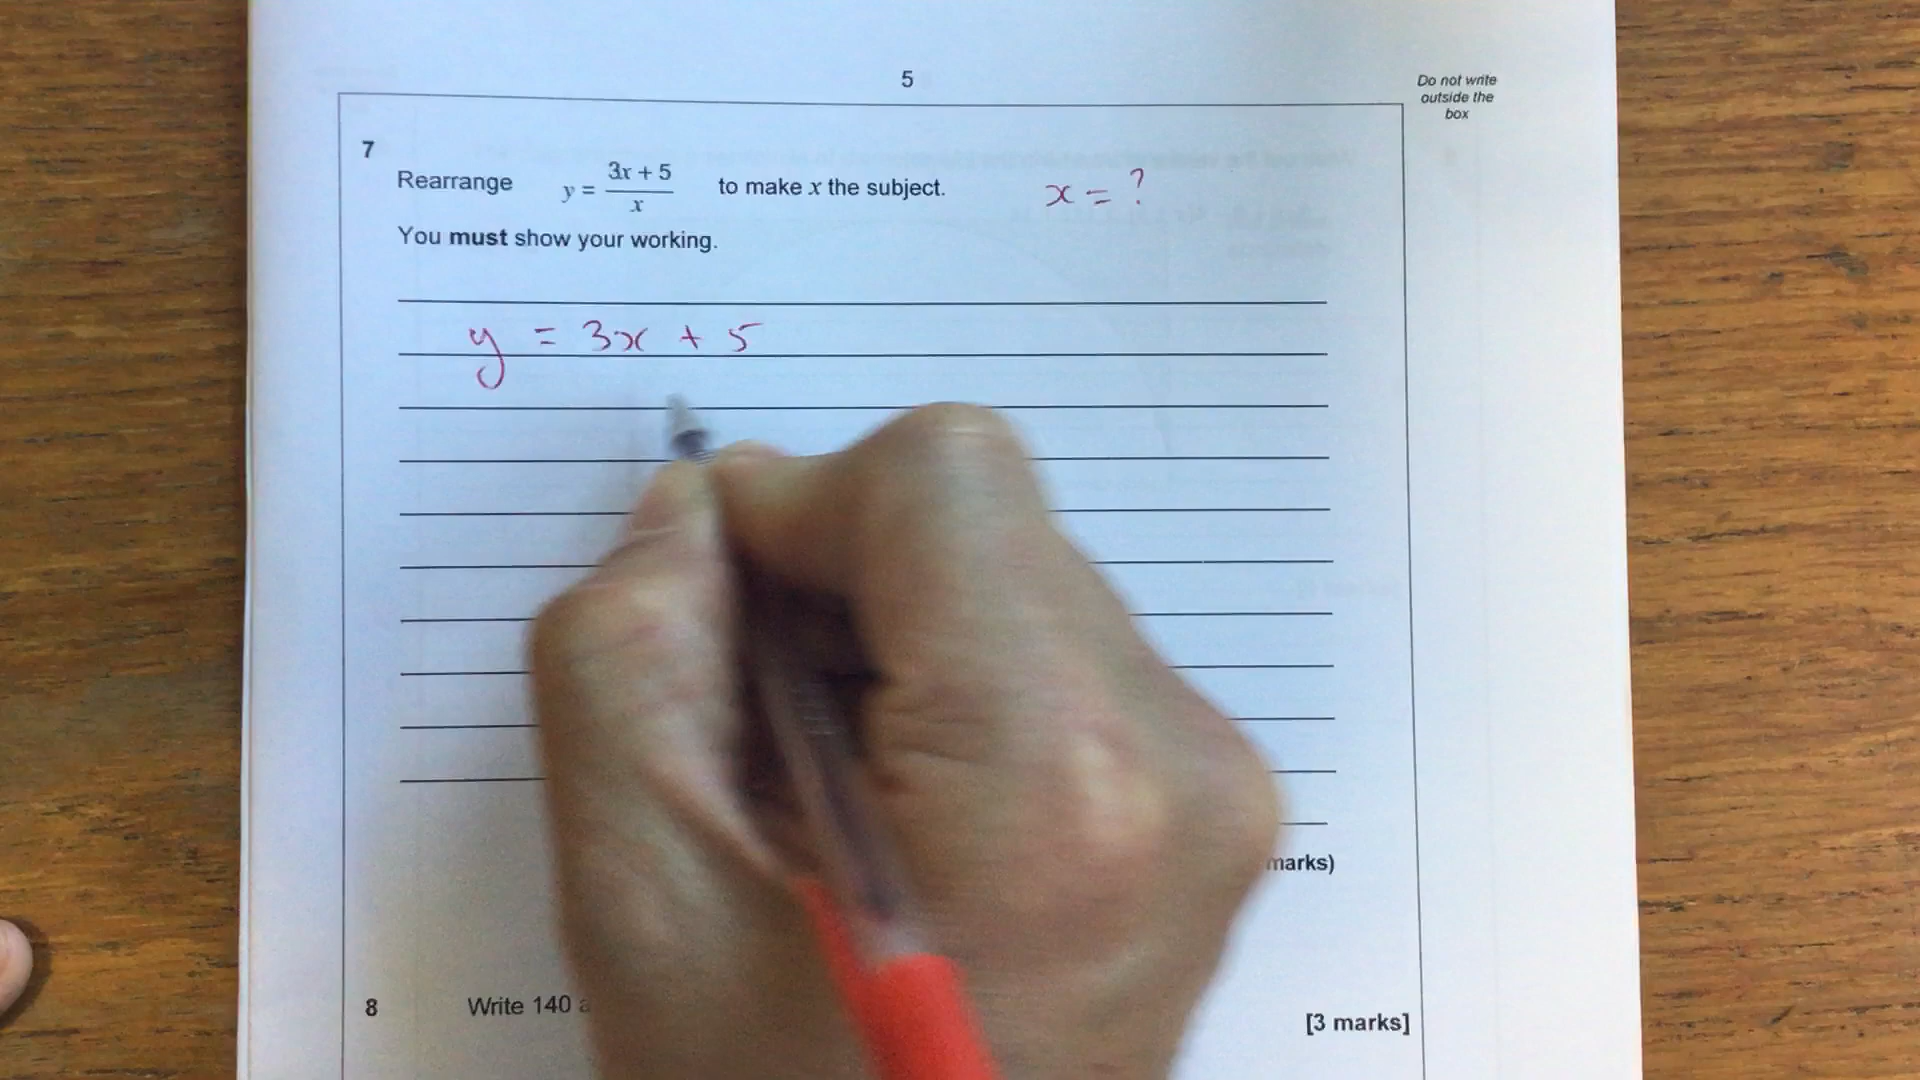 5
Do not write
outside the
box
7
Rearrange y = (3x + 5)/x to make x the subject. x = ?
You must show your working.
y = 3x + 5
marks)
8 Write 140
[3 marks]